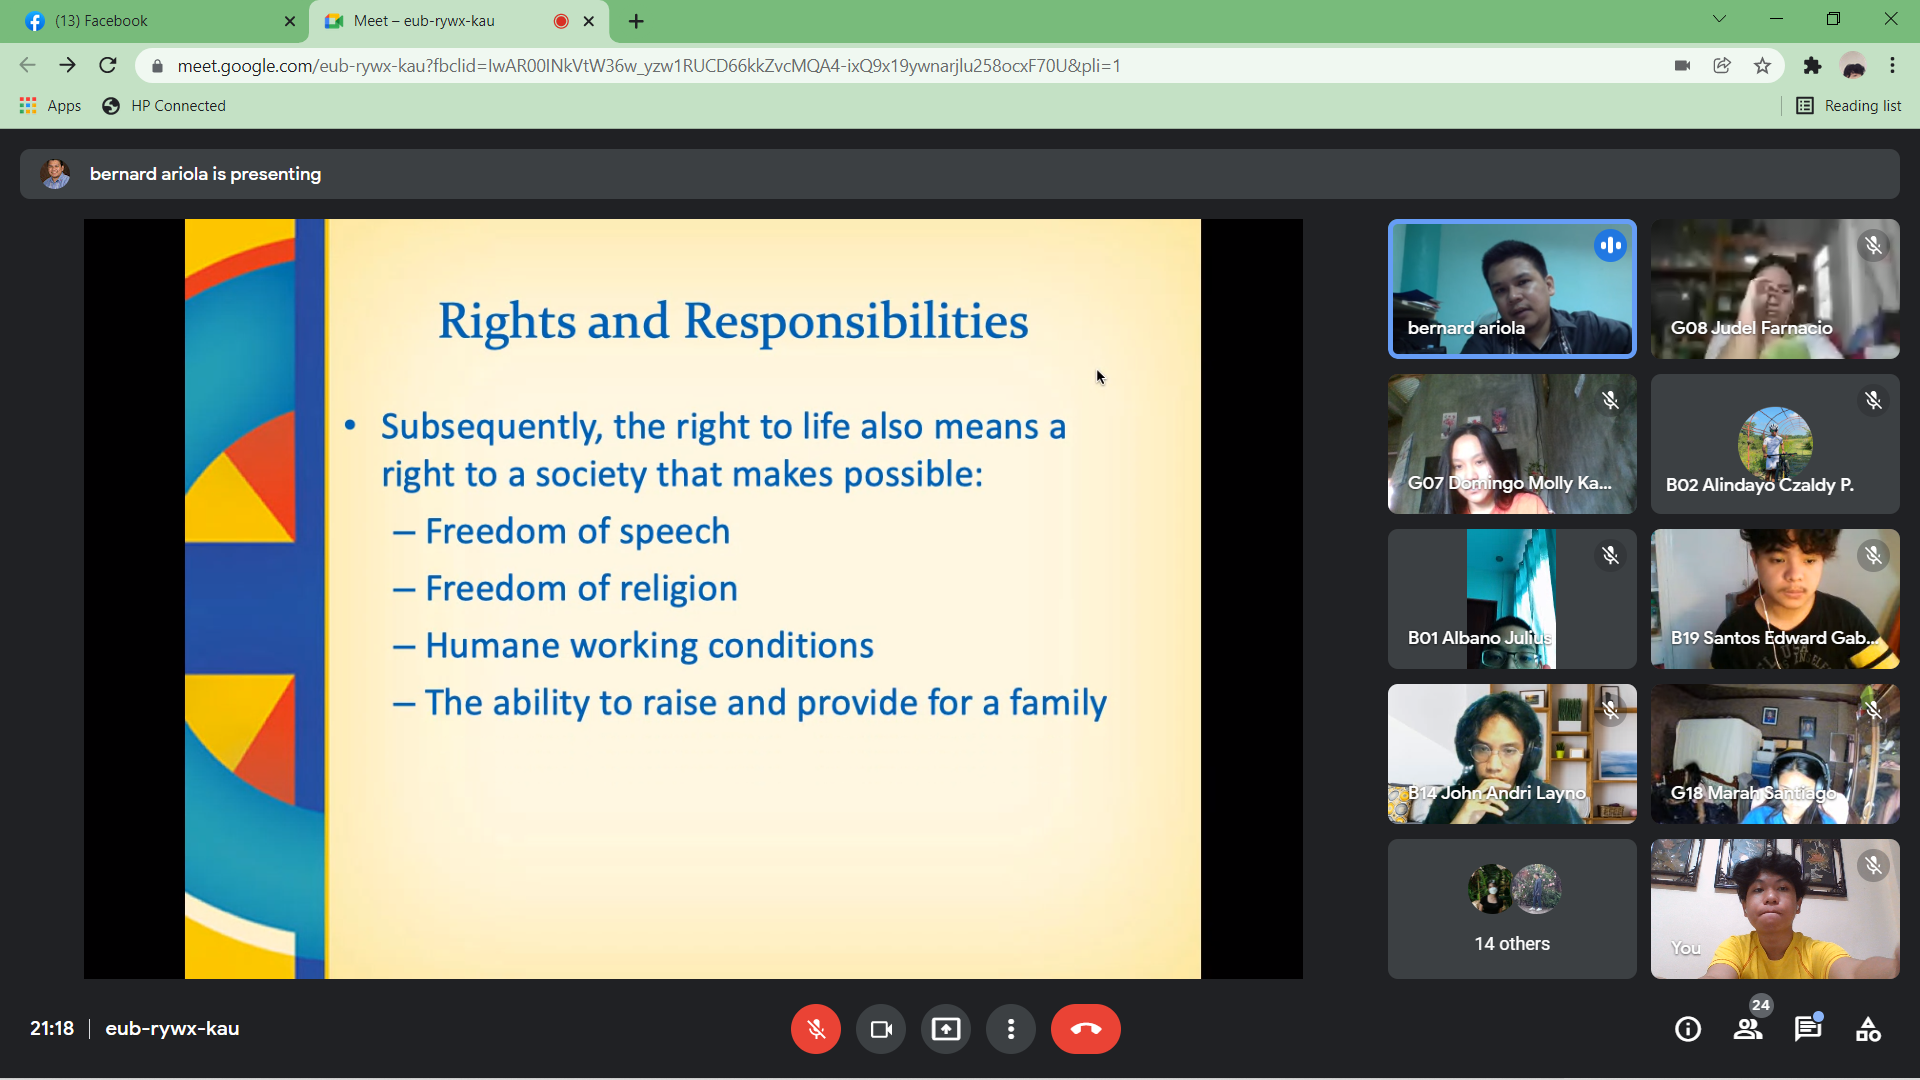 (13) Facebook
Meet – eub-rywx-kau
meet.google.com/eub-rywx-kau?fbclid=IwAR00INkVtW36w_yzw1RUCD66kkZvcMQA4-ixQ9x19ywnarjlu258ocxF70U&pli=1
Apps
HP Connected
Reading list
bernard ariola is presenting
Rights and Responsibilities
• Subsequently, the right to life also means a
right to a society that makes possible:
– Freedom of speech
– Freedom of religion
– Humane working conditions
– The ability to raise and provide for a family
bernard ariola
G08 Judel Farnacio
G07 Domingo Molly Ka...
B02 Alindayo Czaldy P.
B01 Albano Julius
B19 Santos Edward Gab...
B14 John Andri Layno
G18 Marah Santiago
14 others
You
21:18
eub-rywx-kau
24